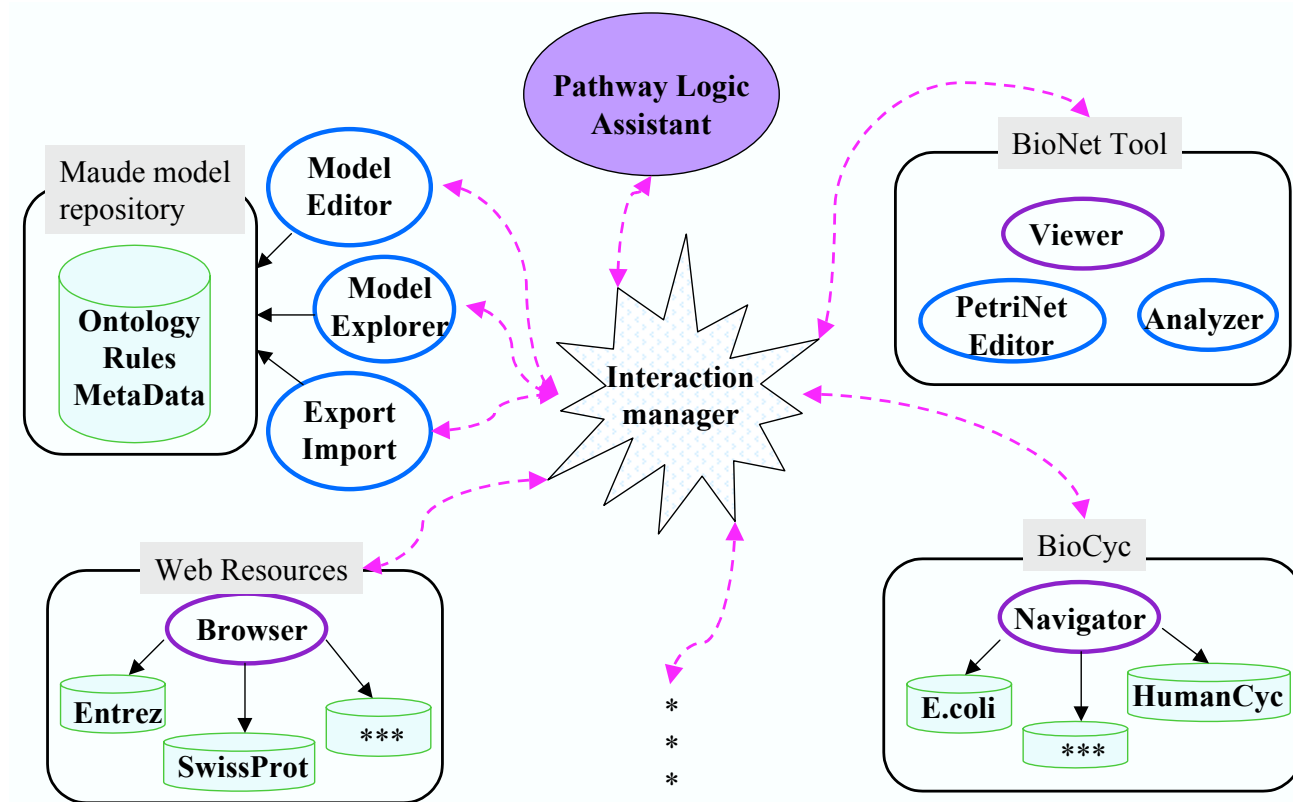 Pathway Logic
Assistant
BioNet Tool
Viewer
PetriNet
Editor
Analyzer
Maude model
repository
Ontology
Rules
MetaData
Model
Editor
Model
Explorer
Export
Import
Interaction
manager
Web Resources
Browser
Entrez
SwissProt
***
*
*
*
BioCyc
Navigator
E.coli
***
HumanCyc